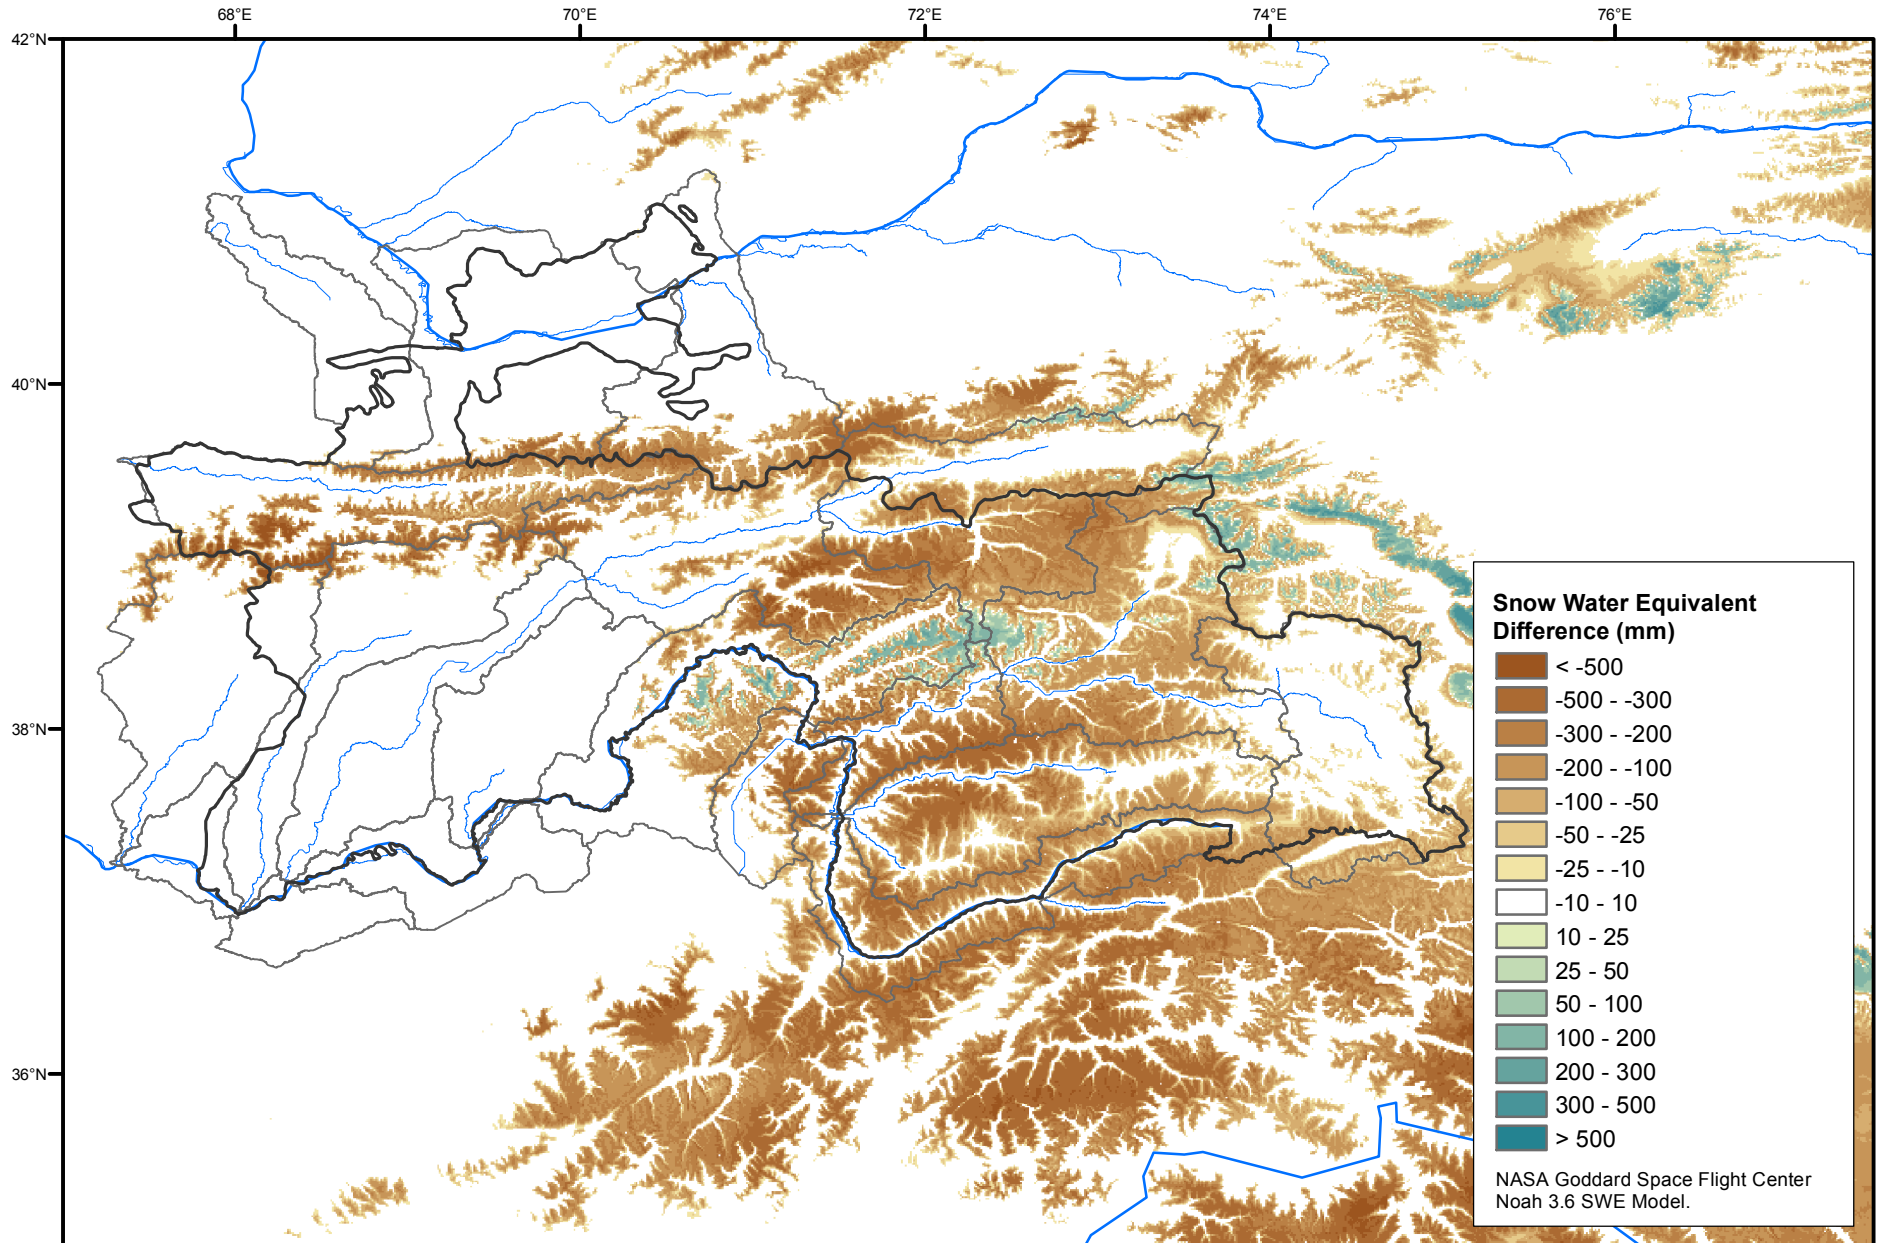 68°E
70°E
72°E
74°E
76°E
42°N
40°N
38°N
36°N
Snow Water Equivalent
Difference (mm)
< -500
-500 - -300
-300 - -200
-200 - -100
-100 - -50
-50 - -25
-25 - -10
-10 - 10
10 - 25
25 - 50
50 - 100
100 - 200
200 - 300
300 - 500
> 500
NASA Goddard Space Flight Center
Noah 3.6 SWE Model.